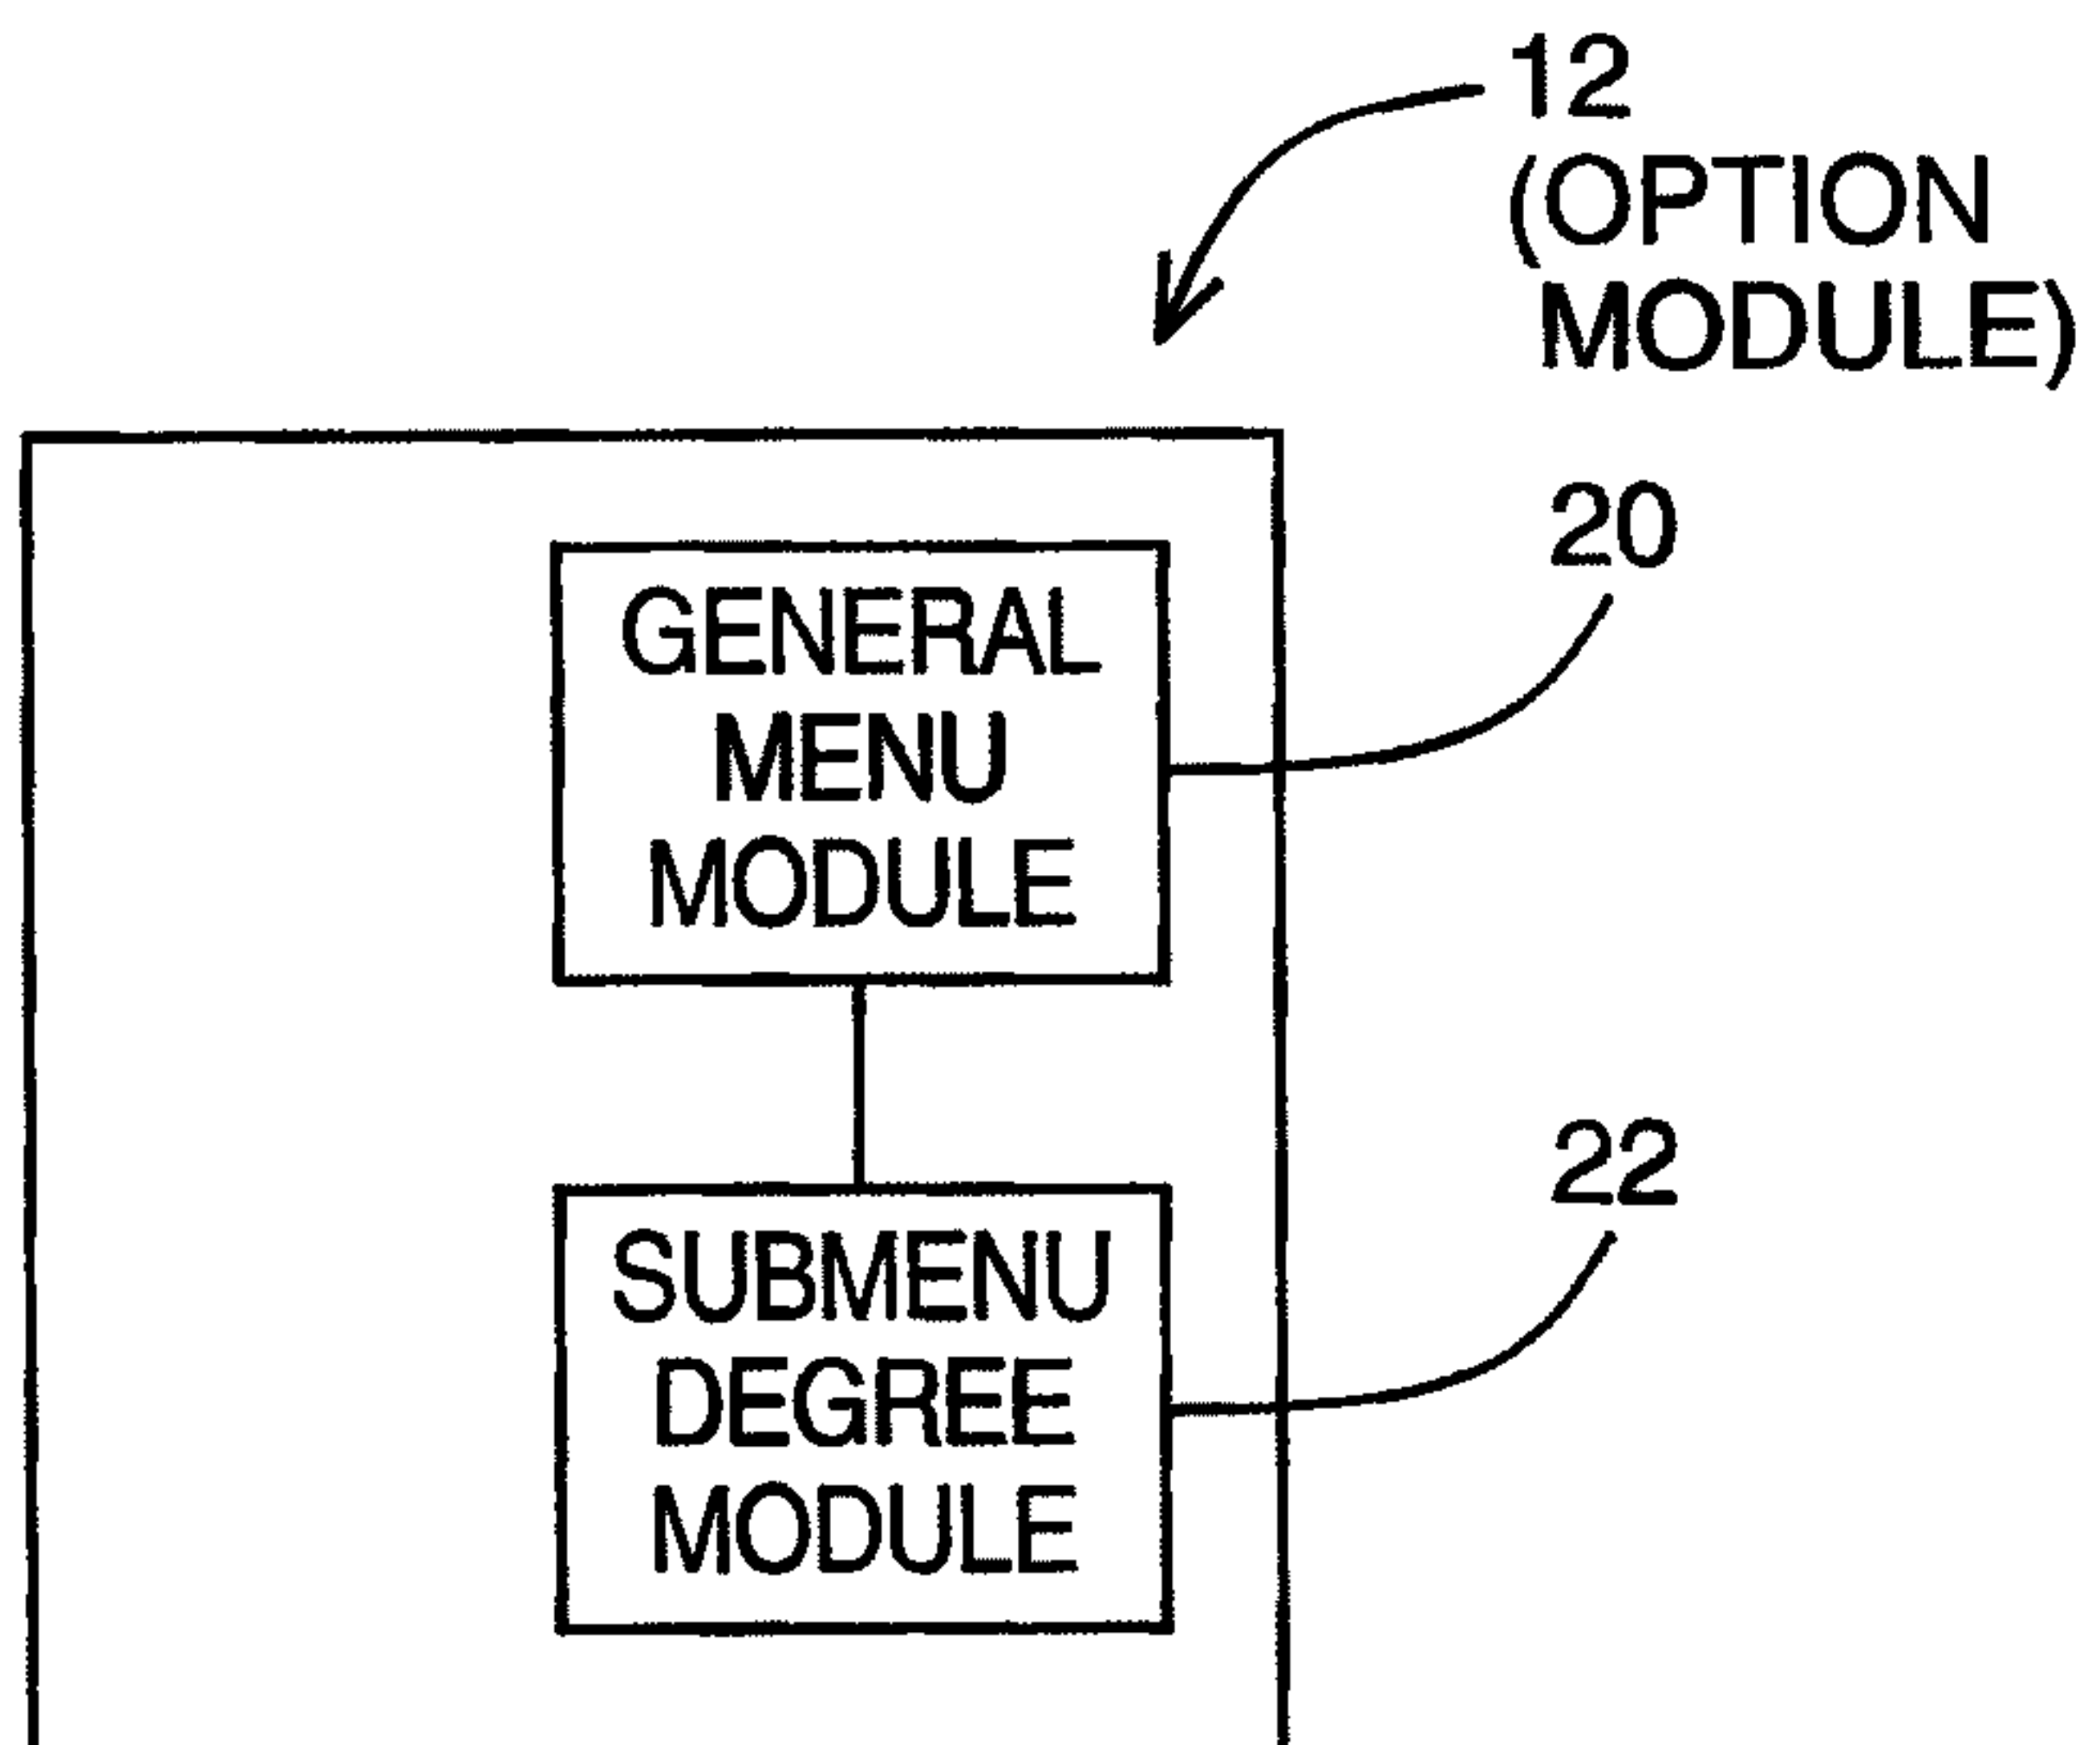 12
(OPTION
MODULE)
20
GENERAL
MENU
MODULE
22
SUBMENU
DEGREE
MODULE